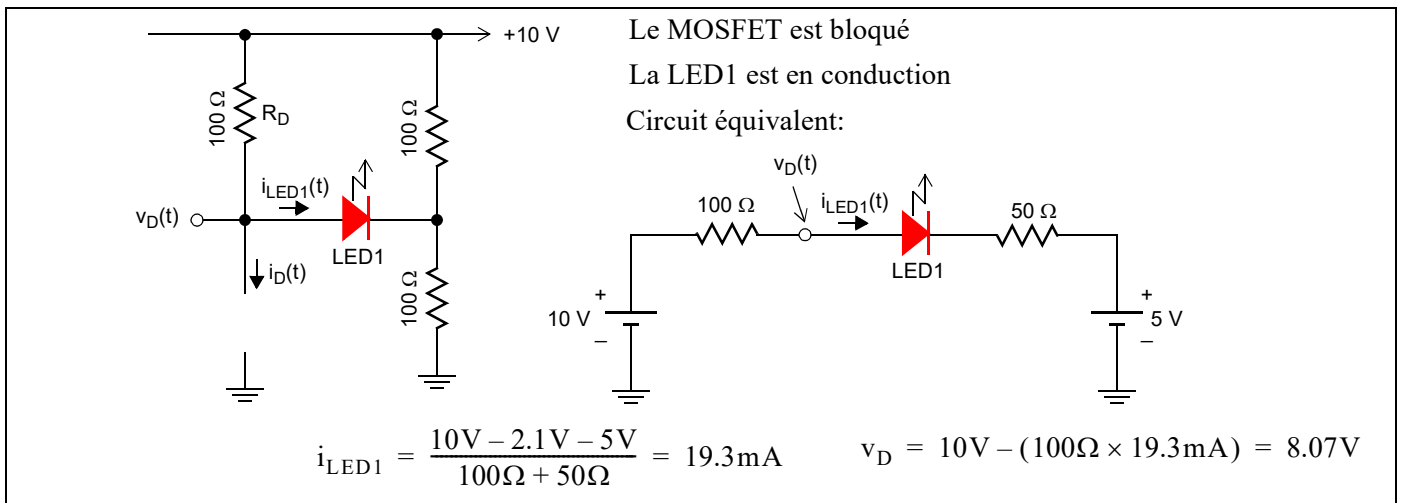 +10 V
Le MOSFET est bloqué
La LED1 est en conduction
Circuit équivalent:
100 Ω
R_D
100 Ω
i_LED1(t)
v_D(t)
LED1
i_D(t)
100 Ω
v_D(t)
100 Ω
i_LED1(t)
50 Ω
LED1
+
10 V
–
+
5 V
–
i_LED1 = (10V – 2.1V – 5V) / (100Ω + 50Ω) = 19.3mA
v_D = 10V – (100Ω × 19.3mA) = 8.07V